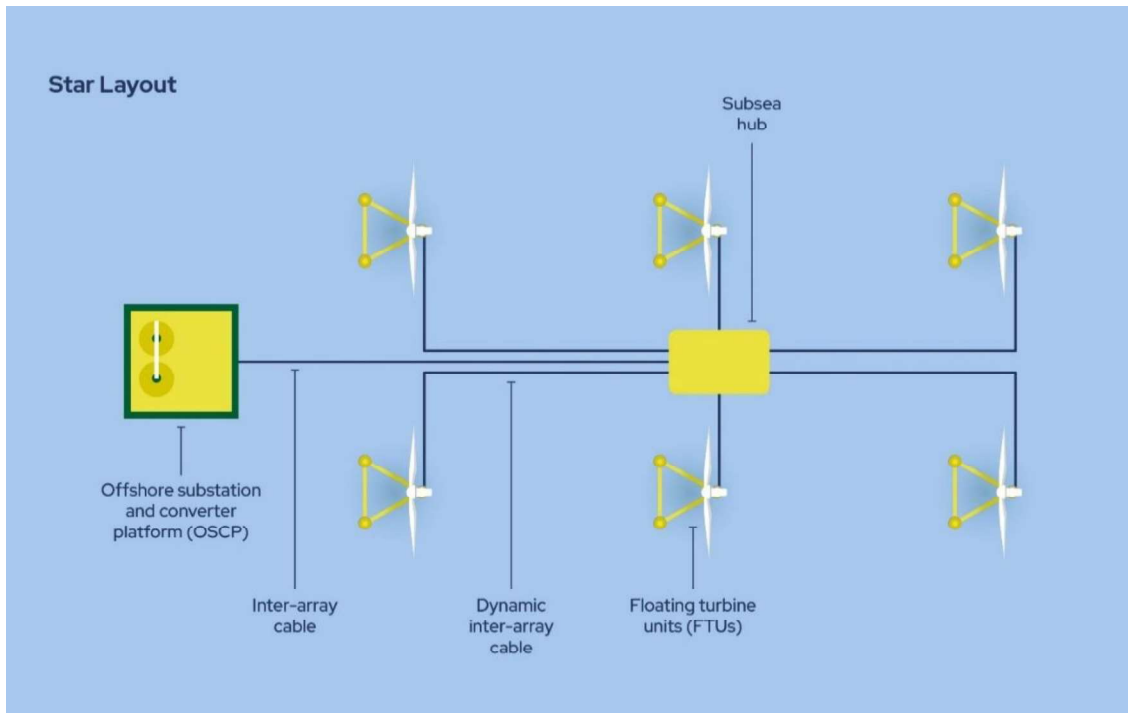 Star Layout
Subsea
hub
Offshore substation
and converter
platform (OSCP)
Inter-array
cable
Dynamic
inter-array
cable
Floating turbine
units (FTUs)